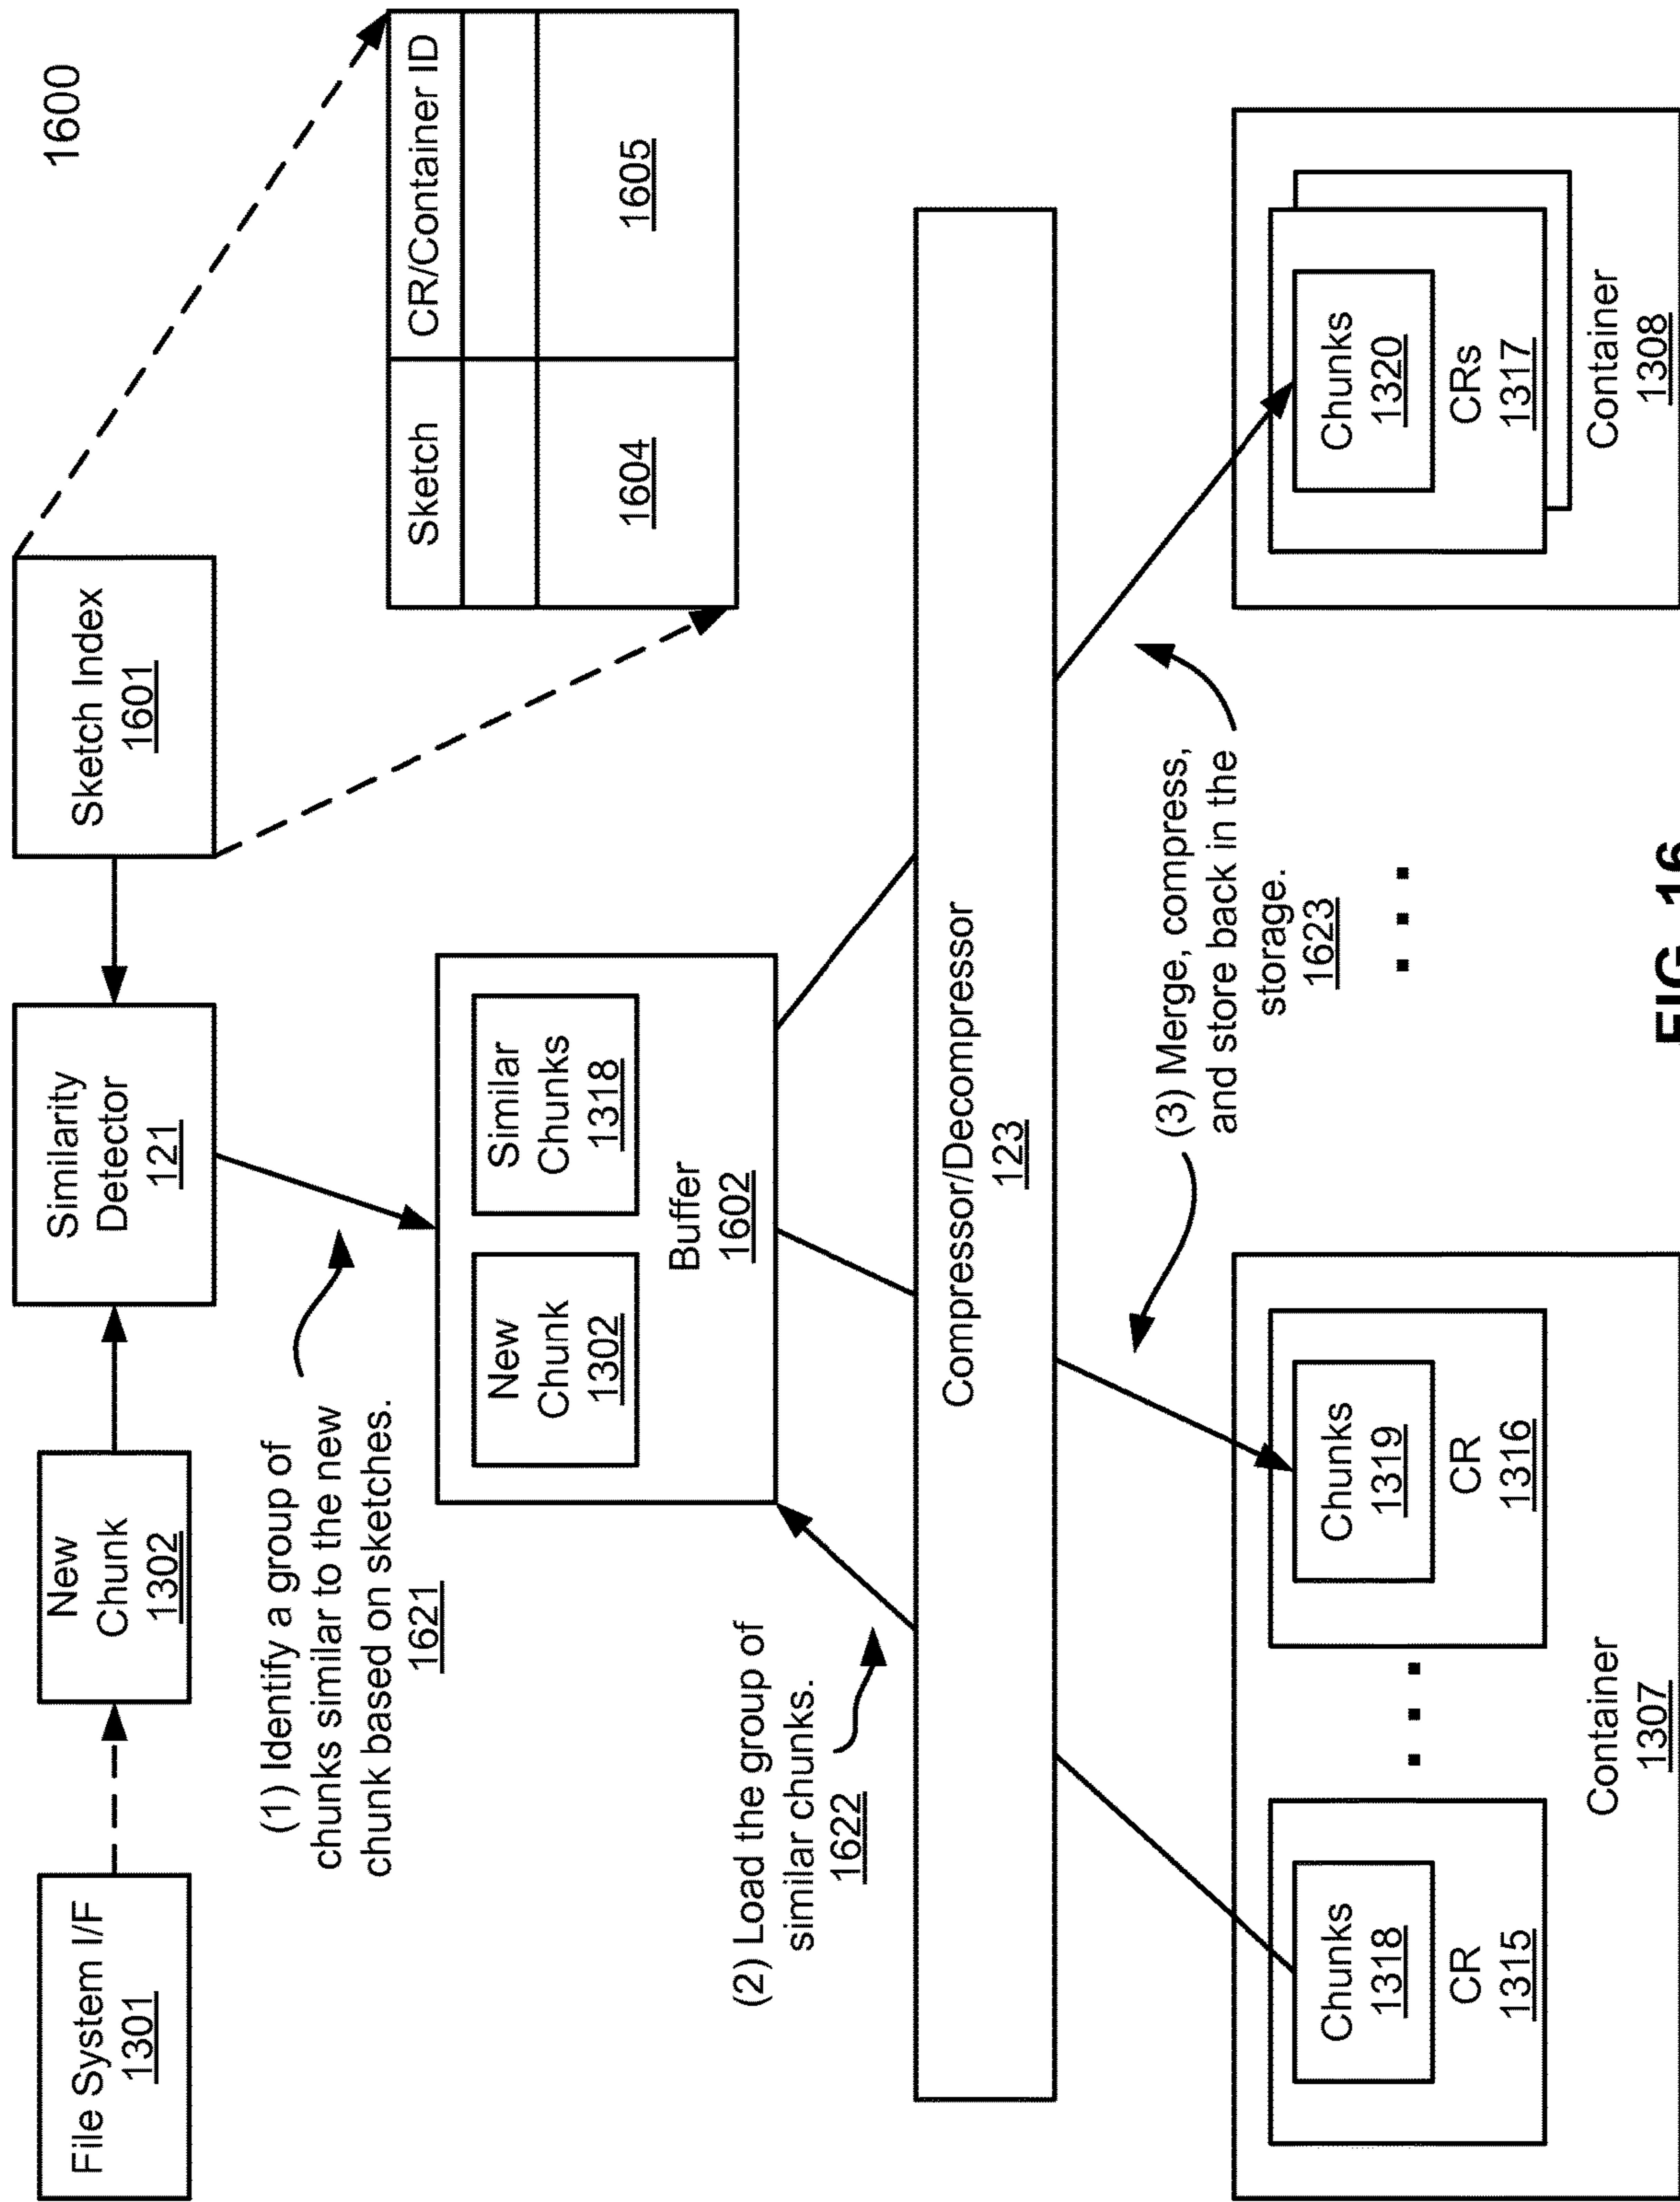 1600
File System I/F
1301
New
Chunk
1302
Similarity
Detector
121
Sketch Index
1601
(1) Identify a group of
chunks similar to the new
chunk based on sketches.
1621
Sketch
CR/Container ID
1604
1605
New
Chunk
1302
Similar
Chunks
1318
Buffer
1602
(2) Load the group of
similar chunks.
1622
Compressor/Decompressor
123
(3) Merge, compress,
and store back in the
storage.
1623
Chunks
1318
CR
1315
Chunks
1319
CR
1316
Container
1307
Chunks
1320
CRs
1317
Container
1308
FIG. 16